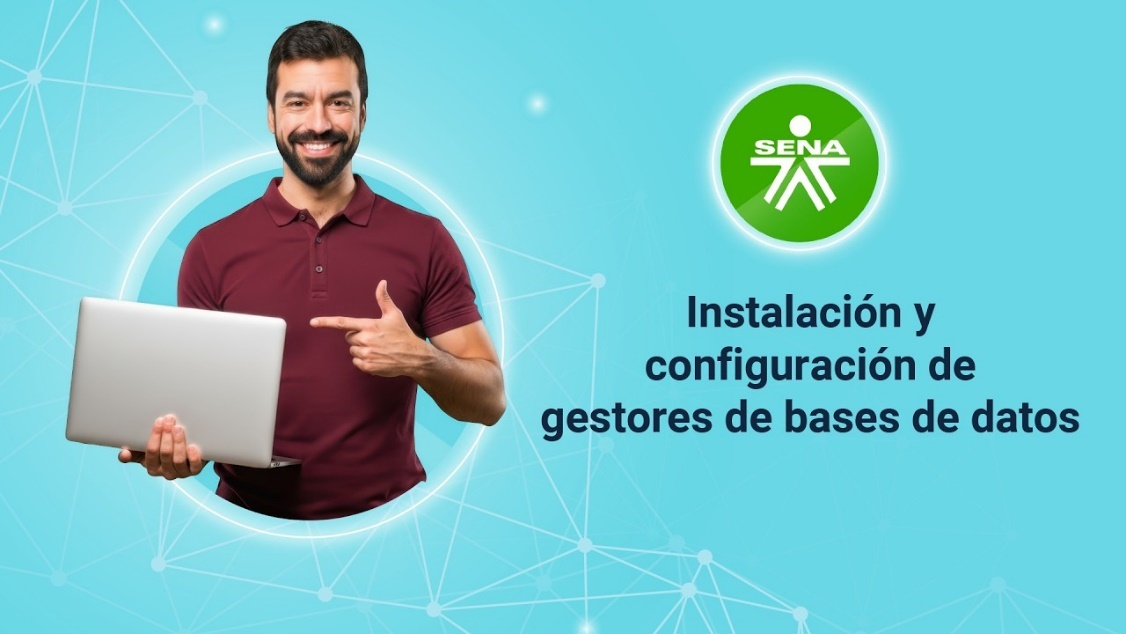 SENA
Instalación y
configuración de
gestores de bases de datos